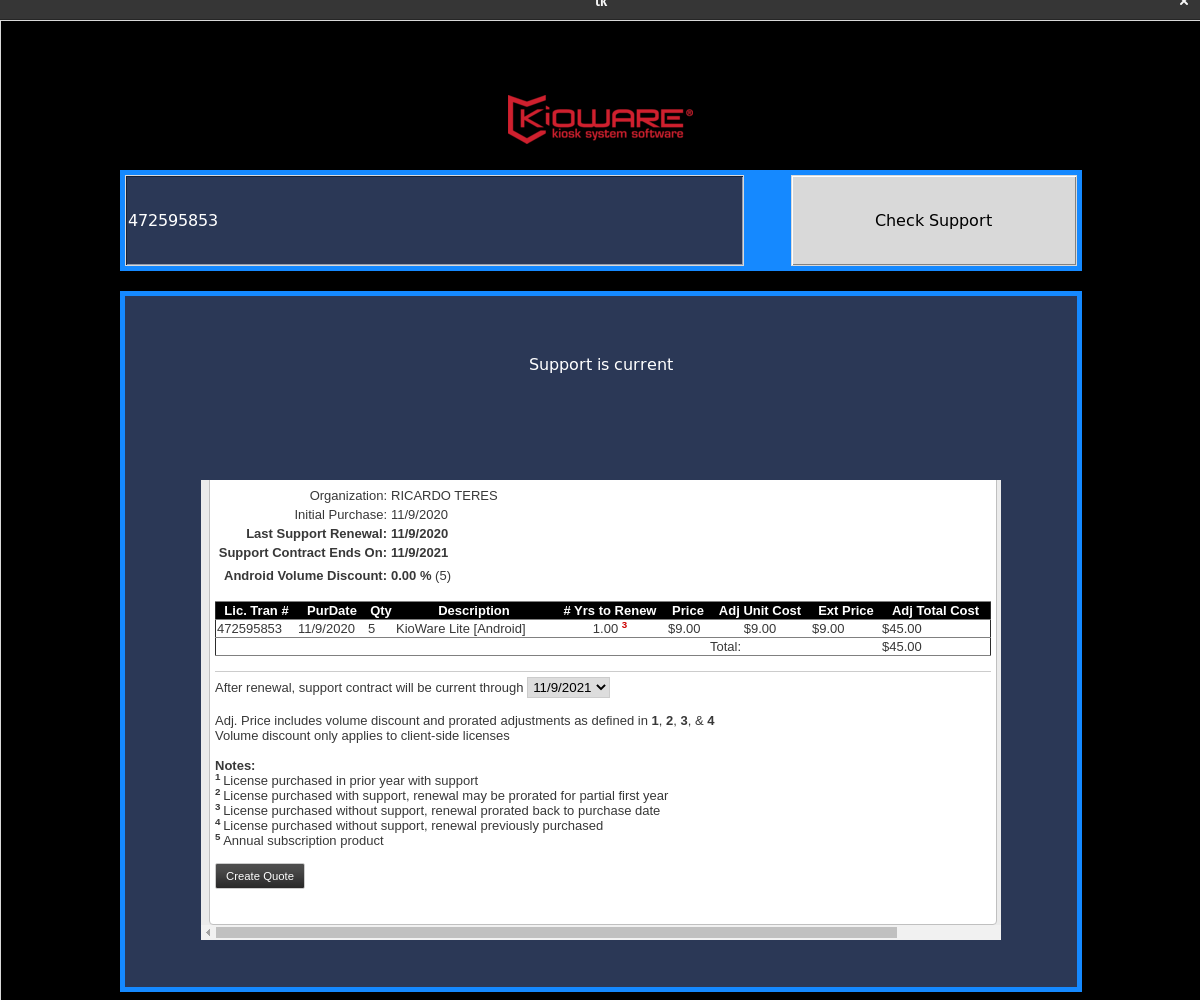 tk
KioWARE®
kiosk system software
472595853
Check Support
Support is current
Organization: RICARDO TERES
Initial Purchase: 11/9/2020
Last Support Renewal: 11/9/2020
Support Contract Ends On: 11/9/2021
Android Volume Discount: 0.00 % (5)
Lic. Tran # PurDate Qty Description # Yrs to Renew Price Adj Unit Cost Ext Price Adj Total Cost
472595853 11/9/2020 5 KioWare Lite [Android] 1.00 3 $9.00 $9.00 $9.00 $45.00
Total: $45.00
After renewal, support contract will be current through 11/9/2021
Adj. Price includes volume discount and prorated adjustments as defined in 1, 2, 3, & 4
Volume discount only applies to client-side licenses
Notes:
1 License purchased in prior year with support
2 License purchased with support, renewal may be prorated for partial first year
3 License purchased without support, renewal prorated back to purchase date
4 License purchased without support, renewal previously purchased
5 Annual subscription product
Create Quote